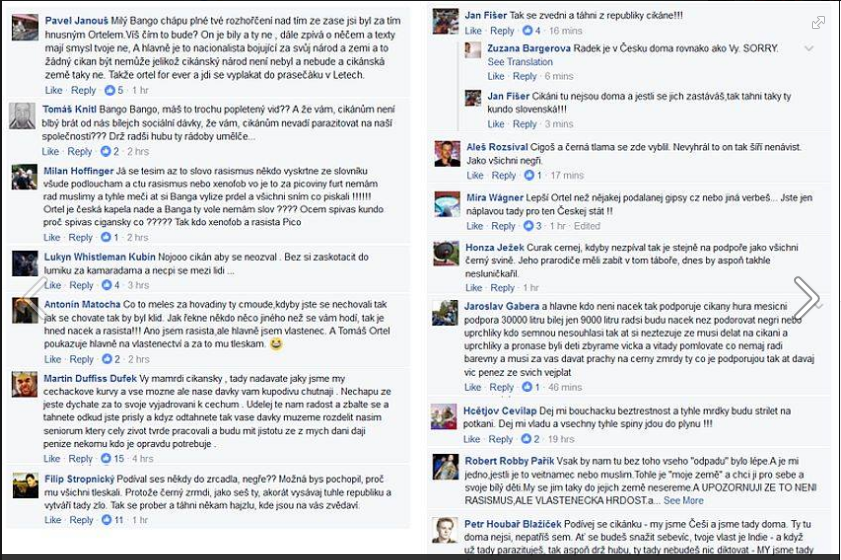 Pavel Janouš Milý Bango chápu plné tvé rozhořčení nad tím ze zase jsi byl za tím
hnusným Ortelem.Víš čím to bude? On je bily a ty ne , dále zpívá o něčem a texty
mají smysl tvoje ne, A hlavně je to nacionalista bojující za svůj národ a zemi a to
žádný cikan být nemůže jelikož cikánský národ není nebyl a nebude a cikánská
země taky ne. Takže ortel for ever a jdi se vyplakat do prasečáku v Letech.
Like · Reply · 5 · 1 hr
Tomáš Knitl Bango Bango, máš to trochu popletený vid?? A že vám, cikánům není
blbý brát od nás bílejch sociální dávky, že vám, cikánům nevadí parazitovat na naší
společnosti??? Drž radši hubu ty rádoby umělče...
Like · Reply · 2 · 2 hrs
Milan Hoffinger Já se tesim az to slovo rasismus někdo vyskrtne ze slovníku
všude podloucham a ctu rasismus nebo xenofob vo je to za picoviny furt nemám
rad muslimy a tyhle meči at si Banga vylize prdel a všichni sním co piskali !!!!!!
Ortel je česká kapela nade a Banga ty vole nemám slov ???? Ocem spivas kundo
proč spivas cigansky co ????? Tak kdo xenofob a rasista Pico
Like · Reply · 1 · 2 hrs
Lukyn Whistleman Kubín Nojooo cikán aby se neozval . Bez si zaskotacit do
lumiku za kamaradama a necpi se mezi lidi ...
Like · Reply · 4 · 3 hrs
Antonín Matocha Co to meles za hovadiny ty cmoude,kdyby jste se nechovali tak
jak se chovate tak by byl klid. Jak řekne někdo něco jiného než se vám hodí, tak je
hned nacek a rasista!!! Ano jsem rasista,ale hlavně jsem vlastenec. A Tomáš Ortel
poukazuje hlavně na vlastenectví a za to mu tleskam.
Like · Reply · 2 · 2 hrs
Martin Duffiss Dufek Vy mamrdi cikansky , tady nadavate jaky jsme my
cechackove kurvy a vse mozne ale nase davky vam kupodivu chutnaji . Nechapu ze
jeste dychate za to svoje vyjadrovani k cechum . Udelej te nam radost a zbalte se a
tahnete odkud jste prisly a kdyz odtahnete tak vase davky muzeme rozdelit nasim
seniorum ktery cely zivot tvrde pracovali a budu mit jistotu ze z mych dani daji
penize nekomu kdo je opravdu potrebuje .
Like · Reply · 15 · 4 hrs
Filip Stropnický Podíval ses někdy do zrcadla, negře?? Možná bys pochopil, proč
mu všichni tleskali. Protože černý zrmdi, jako seš ty, akorát vysávaj tuhle republiku a
vytváří tady zlo. Tak se prober a táhni někam hajzlu, kde jsou na vás zvědaví.
Like · Reply · 11 · 1 hr
Jan Fišer Tak se zvedni a táhni z republiky cikáne!!!
Like · Reply · 4 · 16 mins
Zuzana Bargerova Radek je v Česku doma rovnako ako Vy. SORRY.
See Translation
Like · Reply · 6 mins
Jan Fišer Cikáni tu nejsou doma a jestli se jich zastáváš,tak tahni taky ty
kundo slovenská!!!
Like · Reply · 3 mins
Aleš Rozsíval Cigoš a černá tlama se zde vyblil. Nevyhrál to on tak šíří nenávist.
Jako všichni negři.
Like · Reply · 1 · 17 mins
Míra Wágner Lepší Ortel než nějakej podalanej gipsy cz nebo jiná verbeš... Jste jen
náplavou tady pro ten Českej stát !!
Like · Reply · 3 · 1 hr · Edited
Honza Ježek Curak cernej, kdyby nezpíval tak je stejně na podpoře jako všichni
černý svině. Jeho prarodiče měli zabít v tom táboře, dnes by aspoň takhle
nesluničkařil.
Like · Reply · 1 hr
Jaroslav Gabera a hlavne kdo neni nacek tak podporuje cikany hura mesicni
podpora 30000 litru bilej jen 9000 litru radsi budu nacek nez podorovat negri nebo
uprchliky kdo semnou nesouhlasi tak at si neztezuje ze musi delat na cikani a
uprchliky a pronase byli deti zbyrame vicka a vitady pomlovate co nemaj radi
barevny a musi za vas davat prachy na cerny zmrdy ty co je podporujou tak at davaj
vic penez ze svich vejplat
Like · Reply · 1 · 46 mins
Hcětjov Cevilap Dej mi bouchacku beztrestnost a tyhle mrdky budu strilet na
potkani. Dej mi vladu a vsechny tyhle spiny jdou do plynu !!!
Like · Reply · 2 · 19 hrs
Robert Robby Pařík Vsak by nam tu bez toho vseho "odpadu" bylo lépe.A je mi
jedno,jestli je to veitnamec nebo muslim.Tohle je "moje země" a chci ji pro sebe a
svoje bílý děti.My se jim taky do jejich země nesereme.A UPOZORNUJI ZE TO NENI
RASISMUS,ALE VLASTENECKA HRDOST.a... See More
Petr Houbař Blažíček Podívej se cikánku - my jsme Češi a jsme tady doma. Ty tu
doma nejsi, nepatříš sem. Ať se budeš snažit sebevíc, tvoje vlast je Indie - a když
už tady parazituješ, tak aspoň drž hubu, ty tady nebudeš nic diktovat - MY jsme tady